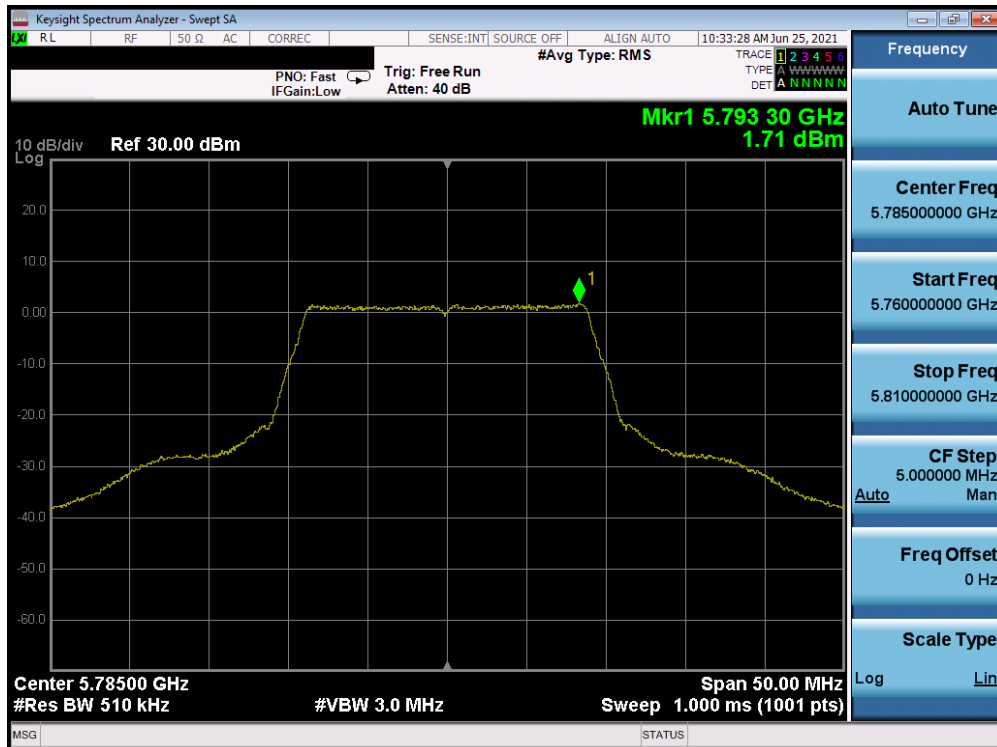 Keysight Spectrum Analyzer - Swept SA
LXI RL RF 50 Ω AC CORREC SENSE:INT SOURCE OFF ALIGN AUTO 10:33:28 AM Jun 25, 2021
PNO: Fast
IFGain:Low
Trig: Free Run
Atten: 40 dB
#Avg Type: RMS
TRACE 1 2 3 4 5 6
TYPE A WWWWW
DET A N N N N N
Mkr1 5.793 30 GHz
1.71 dBm
10 dB/div
Log
Ref 30.00 dBm
20.0
10.0
0.00
-10.0
-20.0
-30.0
-40.0
-50.0
-60.0
1
Center 5.78500 GHz
Span 50.00 MHz
#Res BW 510 kHz
#VBW 3.0 MHz
Sweep 1.000 ms (1001 pts)
MSG
STATUS
Frequency
Auto Tune
Center Freq
5.785000000 GHz
Start Freq
5.760000000 GHz
Stop Freq
5.810000000 GHz
CF Step
5.000000 MHz
Auto Man
Freq Offset
0 Hz
Scale Type
Log Lin